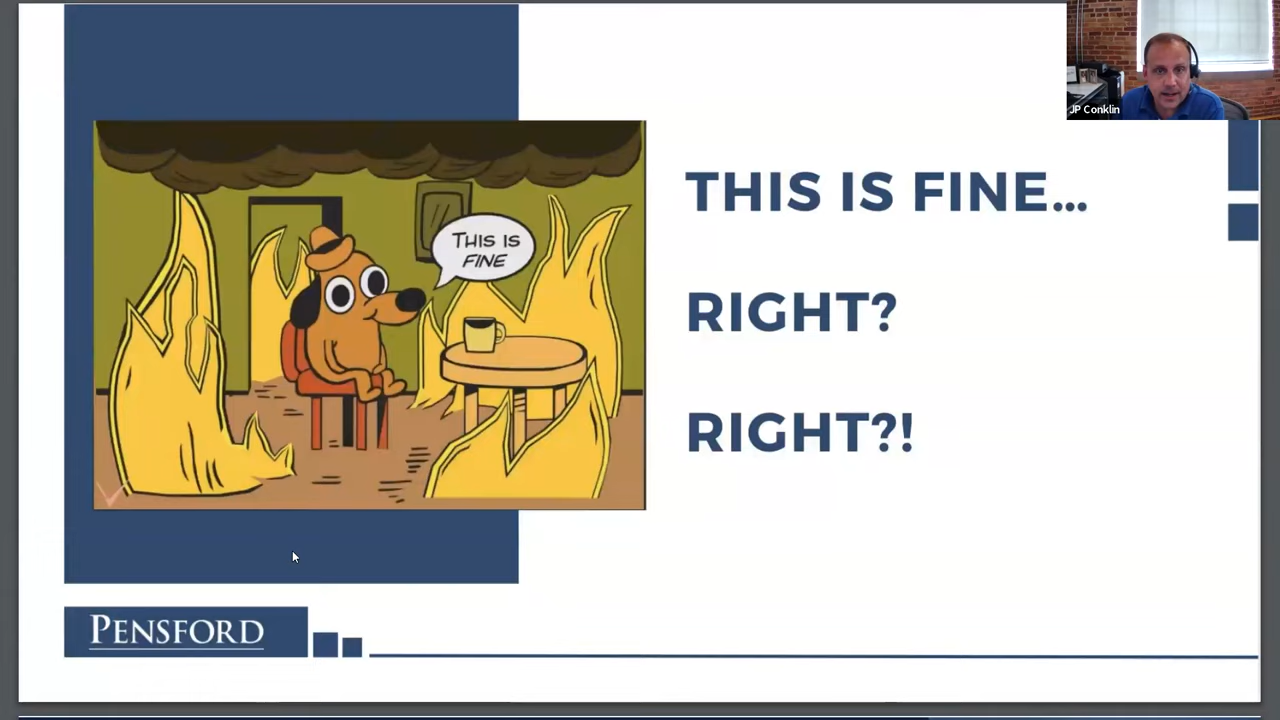 JP Conklin
THIS IS FINE...
THIS IS
FINE
RIGHT?
RIGHT?!
PENSFORD